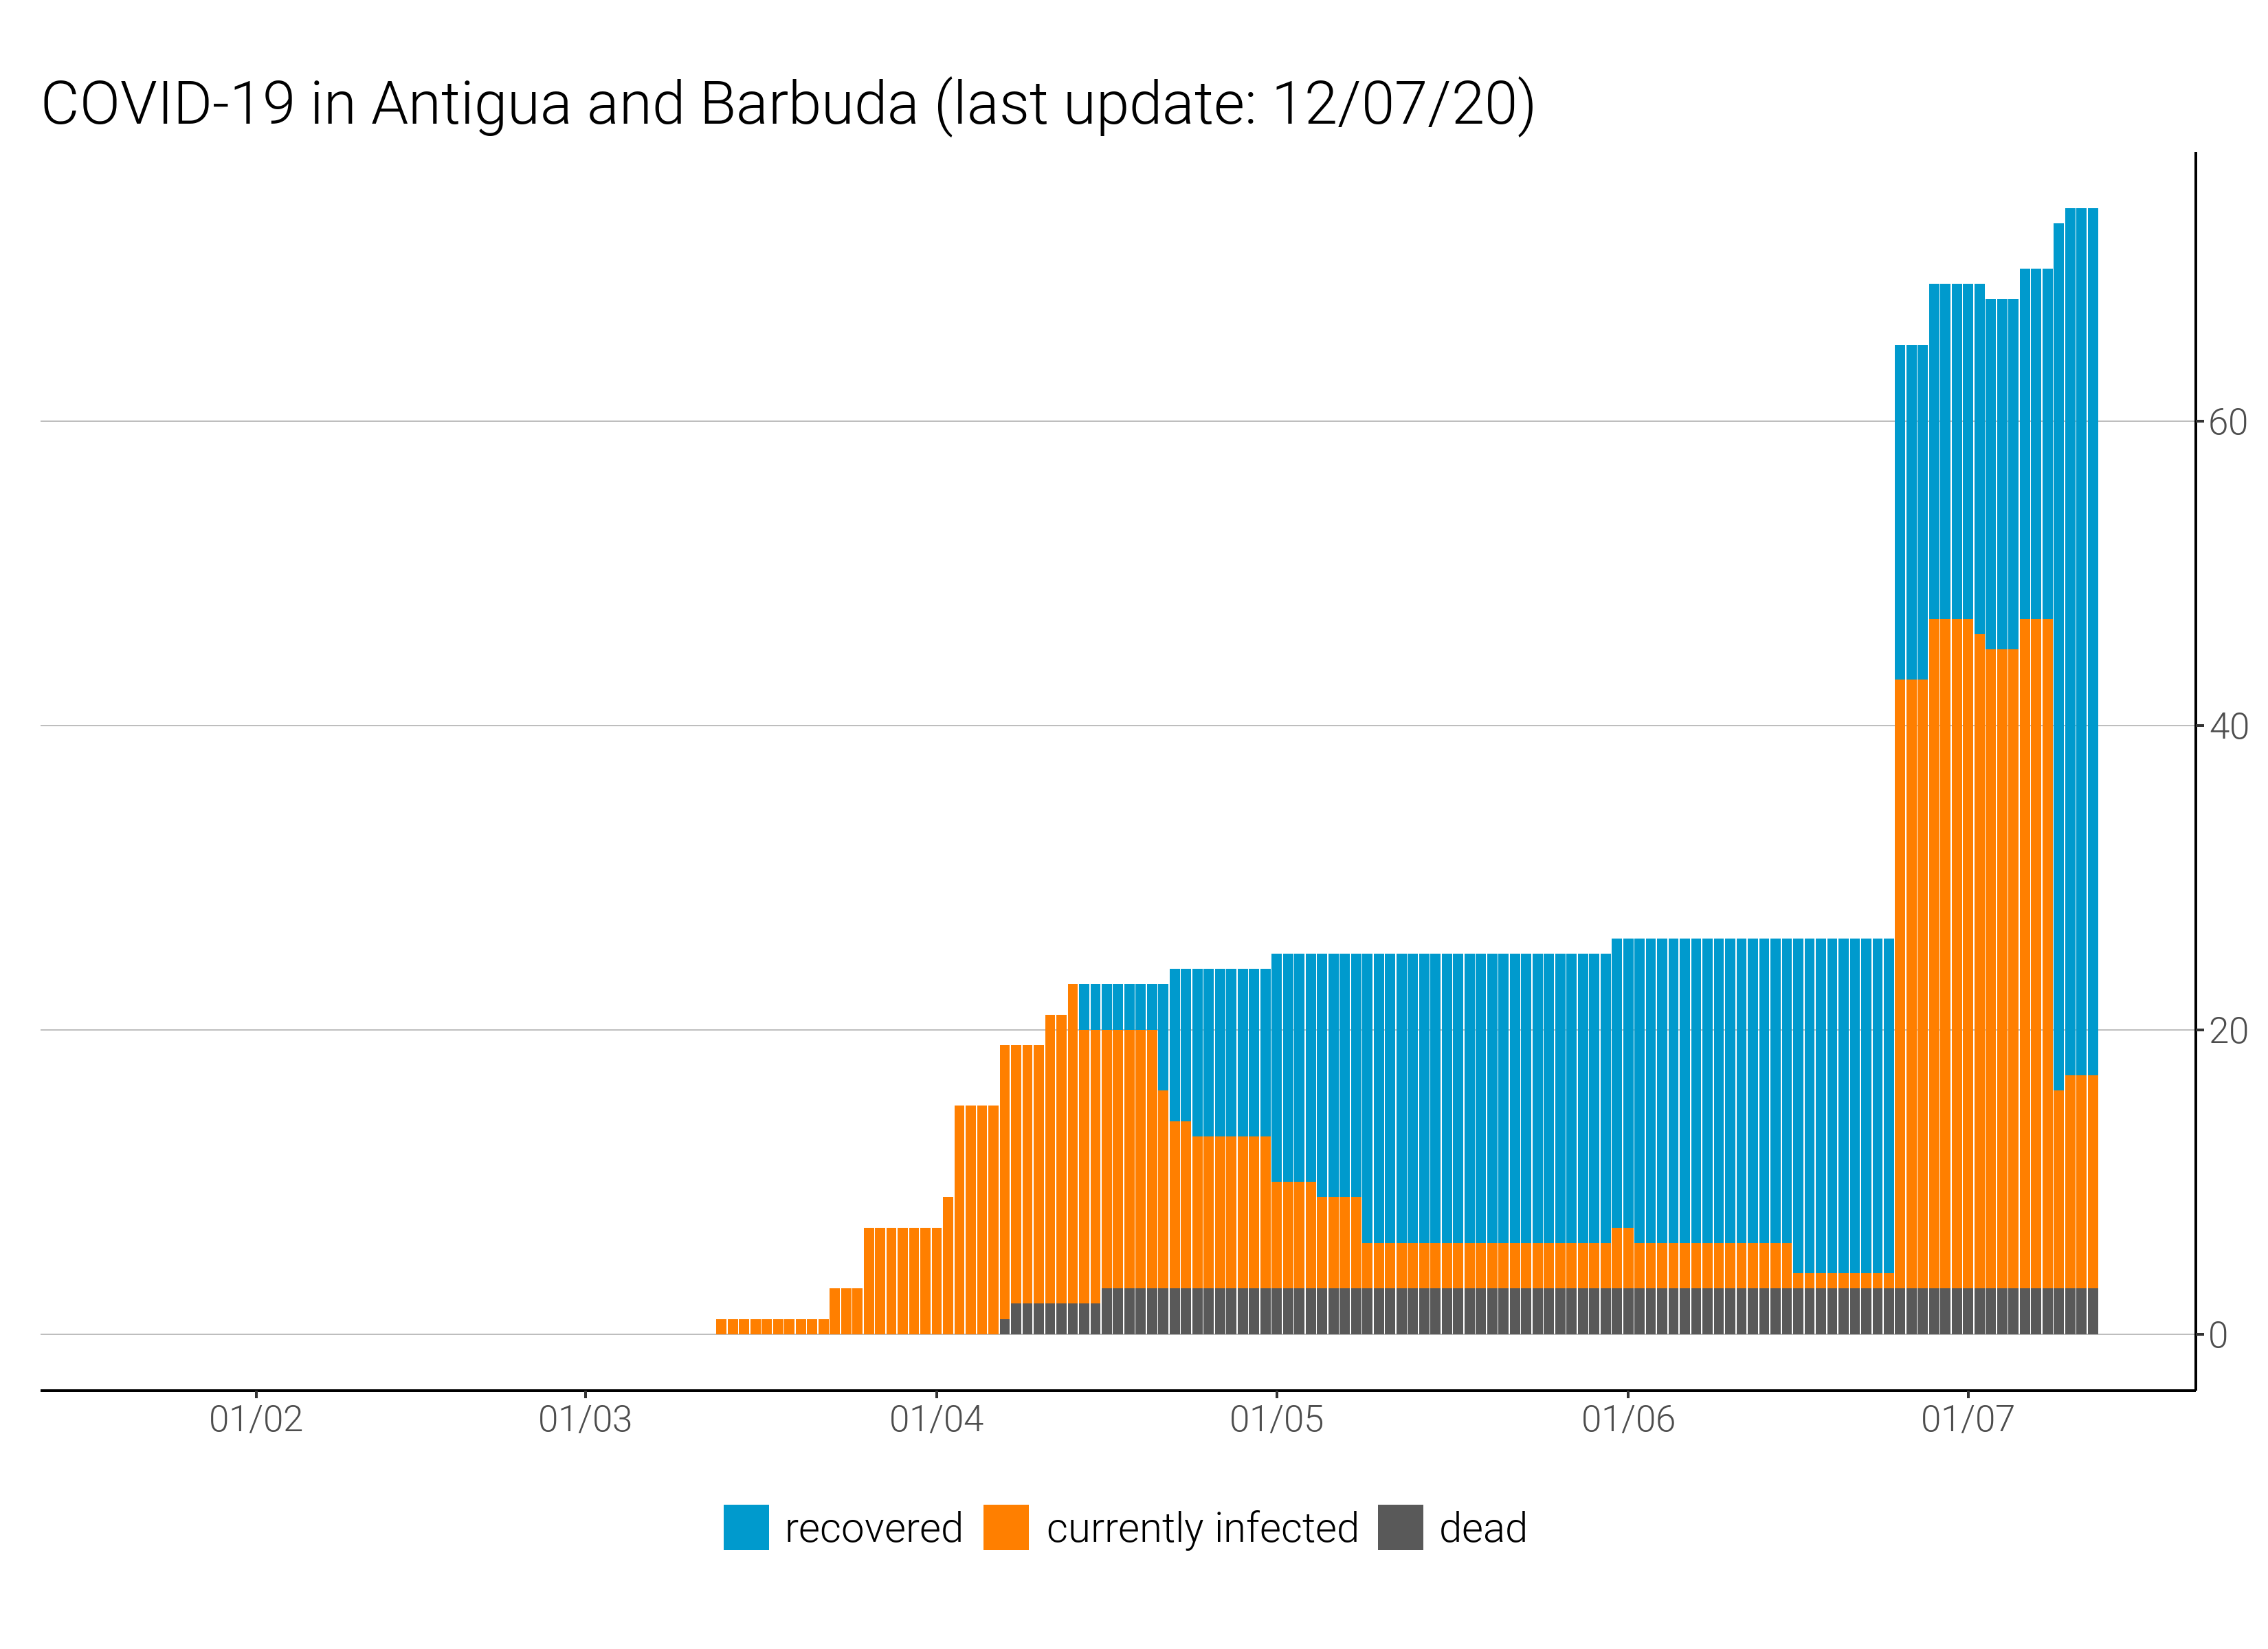 COVID-19 in Antigua and Barbuda (last update: 12/07/20)
60
40
20
0
01/02 01/03 01/04 01/05 01/06 01/07
recovered currently infected dead